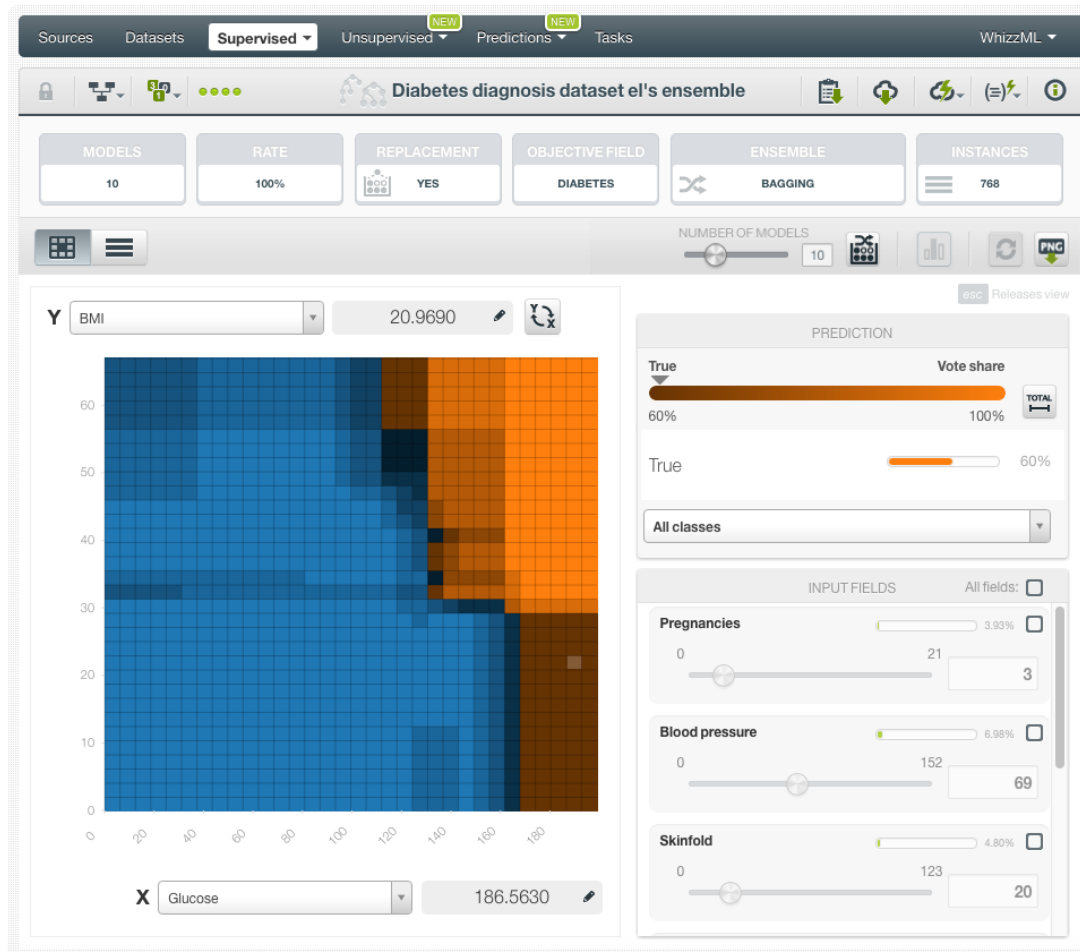 NEW NEW
Sources Datasets Supervised Unsupervised Predictions Tasks WhizzML
Diabetes diagnosis dataset el's ensemble
MODELS RATE REPLACEMENT OBJECTIVE FIELD ENSEMBLE INSTANCES
10 100% YES DIABETES BAGGING 768
NUMBER OF MODELS
10
PNG
esc Releases view
Y BMI 20.9690 Y X
PREDICTION
True Vote share
TOTAL
60% 100%
True 60%
All classes
60
50
40
30
20
10
0
0 20 40 60 80 100 120 140 160 180
X Glucose 186.5630
INPUT FIELDS All fields:
Pregnancies 3.93%
0 21
3
Blood pressure 6.98%
0 152
69
Skinfold 4.80%
0 123
20